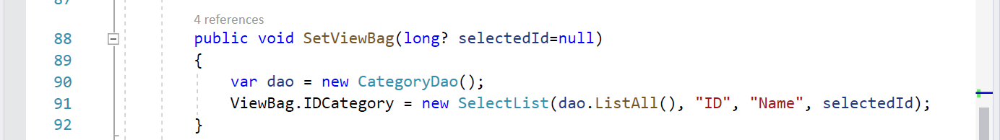 87
4 references
88 public void SetViewBag(long? selectedId=null)
89 {
90 var dao = new CategoryDao();
91 ViewBag.IDCategory = new SelectList(dao.ListAll(), "ID", "Name", selectedId);
92 }